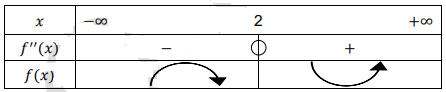 x −∞ 2 +∞
f''(x) − 0 +
f(x)